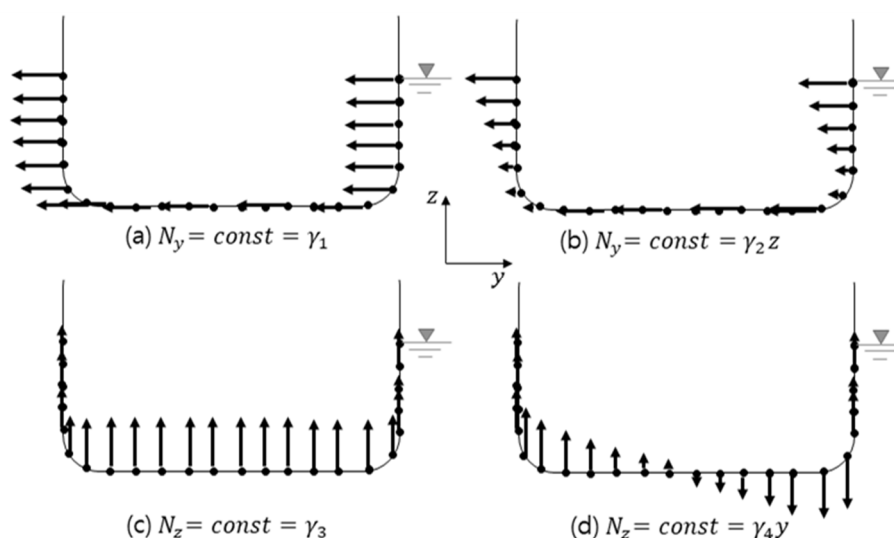 (a) N_y = const = γ_1
(b) N_y = const = γ_2 z
z
y
(c) N_z = const = γ_3
(d) N_z = const = γ_4 y